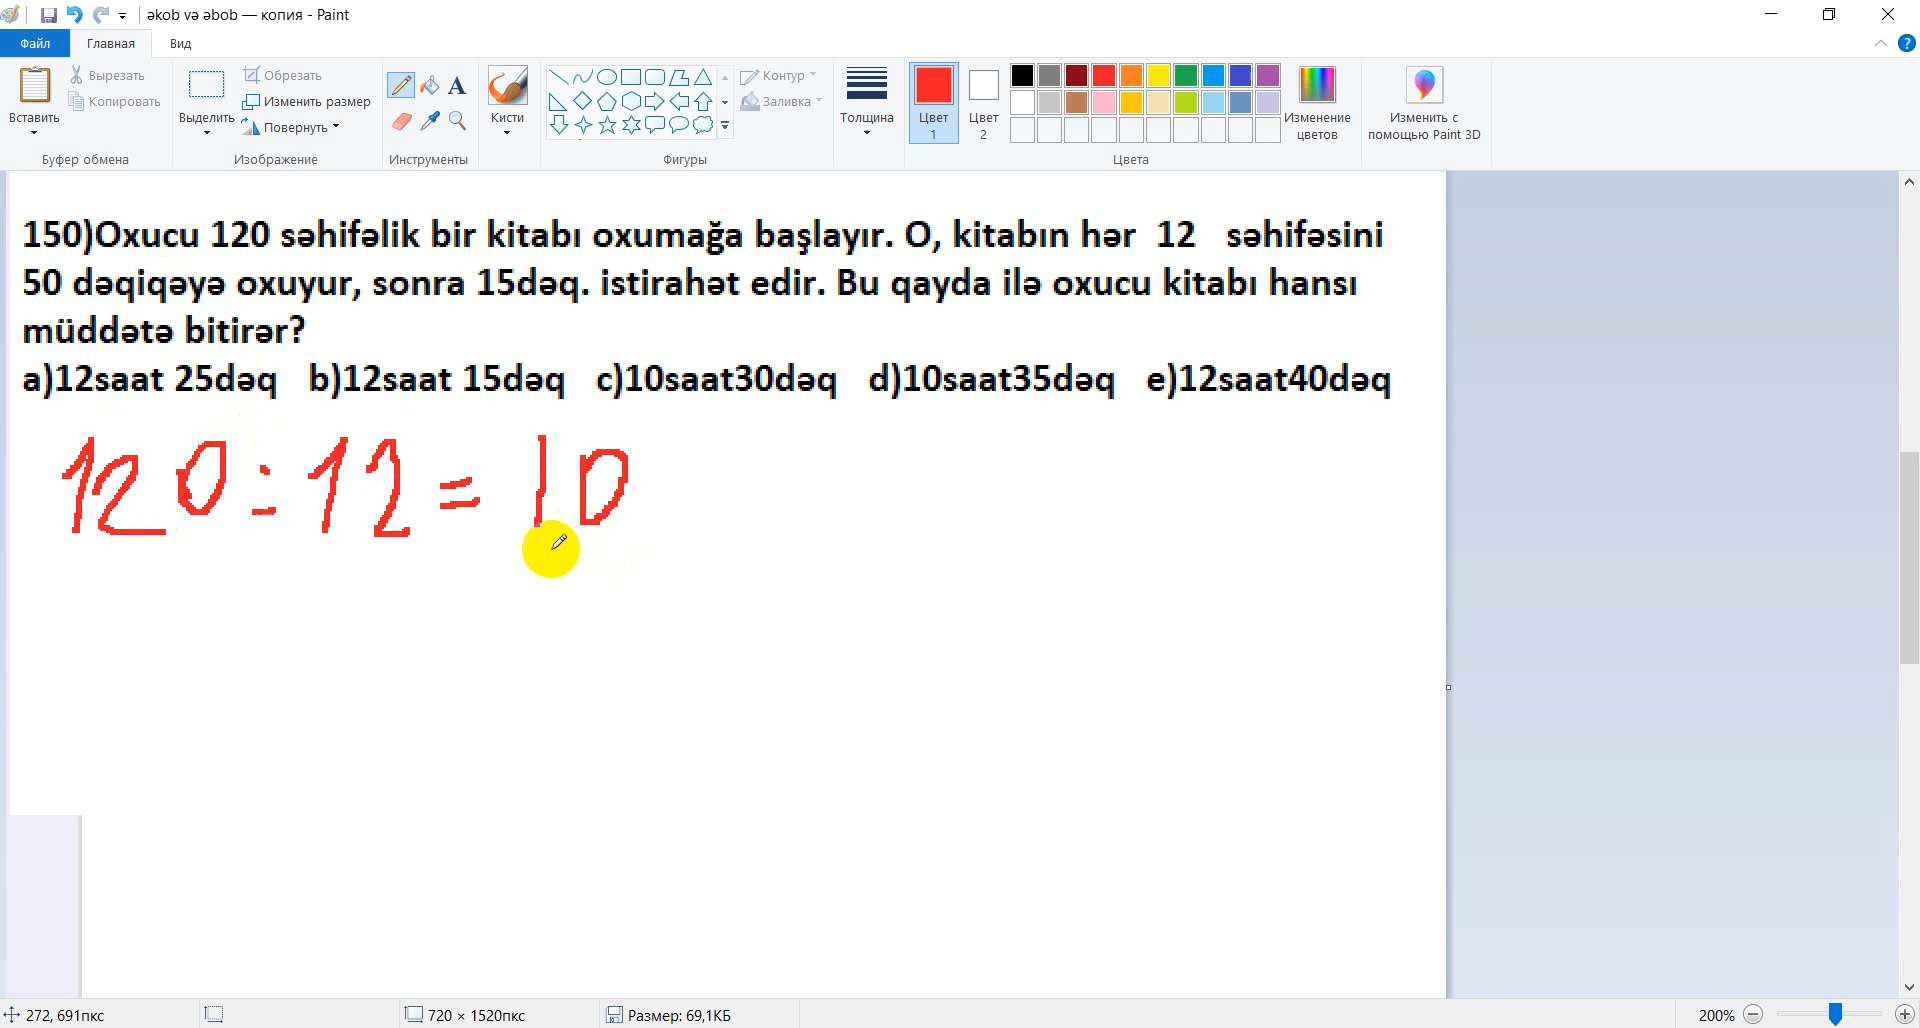 əkob və əbob — копия - Paint
Файл Главная Вид
Вставить
Вырезать
Копировать
Буфер обмена
Выделить
Обрезать
Изменить размер
Повернуть
Изображение
A
Инструменты
Кисти
Фигуры
Контур
Заливка
Толщина
Цвет
1
Цвет
2
Цвета
Изменение
цветов
Изменить с
помощью Paint 3D
150)Oxucu 120 səhifəlik bir kitabı oxumağa başlayır. O, kitabın hər 12 səhifəsini
50 dəqiqəyə oxuyur, sonra 15dəq. istirahət edir. Bu qayda ilə oxucu kitabı hansı
müddətə bitirər?
a)12saat 25dəq b)12saat 15dəq c)10saat30dəq d)10saat35dəq e)12saat40dəq
120:12=10
272, 691пкс
720 × 1520пкс
Размер: 69,1КБ
200%